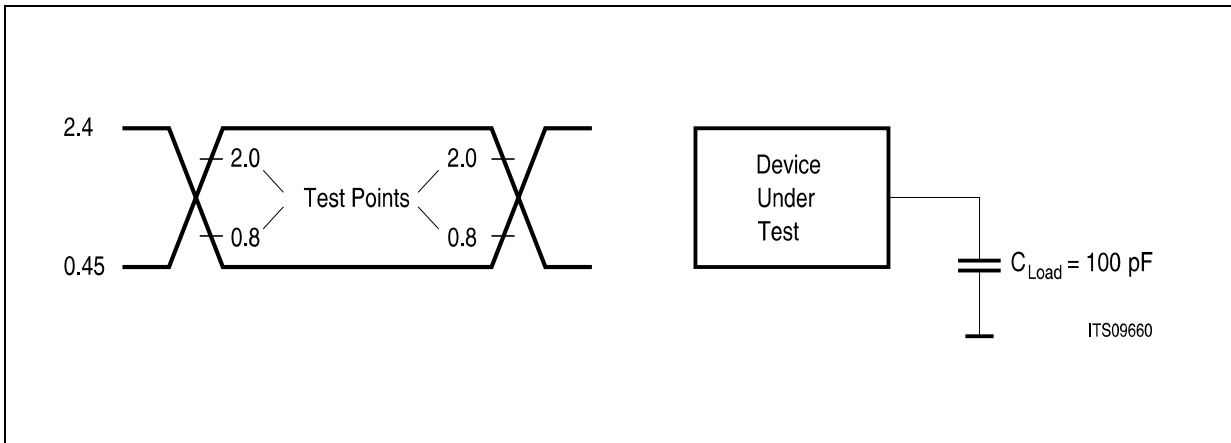 2.4
2.0
2.0
Test Points
0.8
0.8
0.45
Device
Under
Test
C_Load = 100 pF
ITS09660